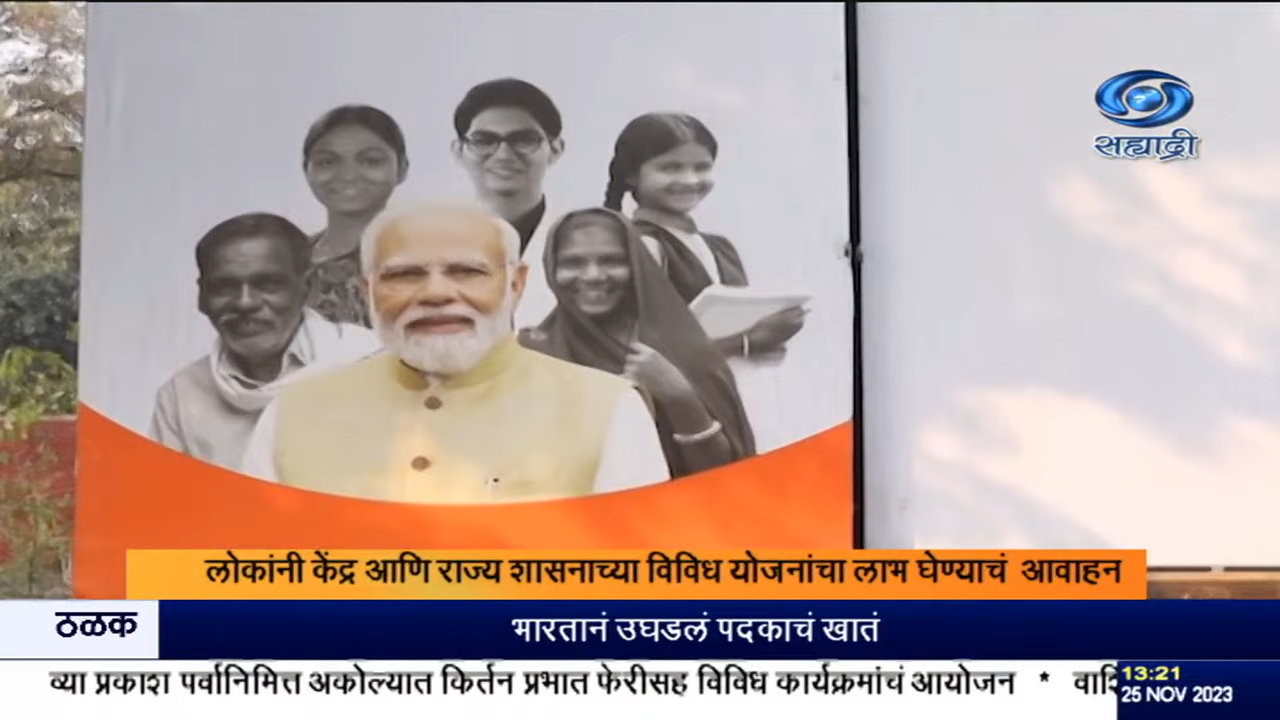 सह्याद्री
लोकांनी केंद्र आणि राज्य शासनाच्या विविध योजनांचा लाभ घेण्याचं आवाहन
ठळक
भारतानं उघडलं पदकाचं खातं
व्या प्रकाश पर्वानिमित्त अकोल्यात किर्तन प्रभात फेरीसह विविध कार्यक्रमांचं आयोजन *
13:21
25 NOV 2023